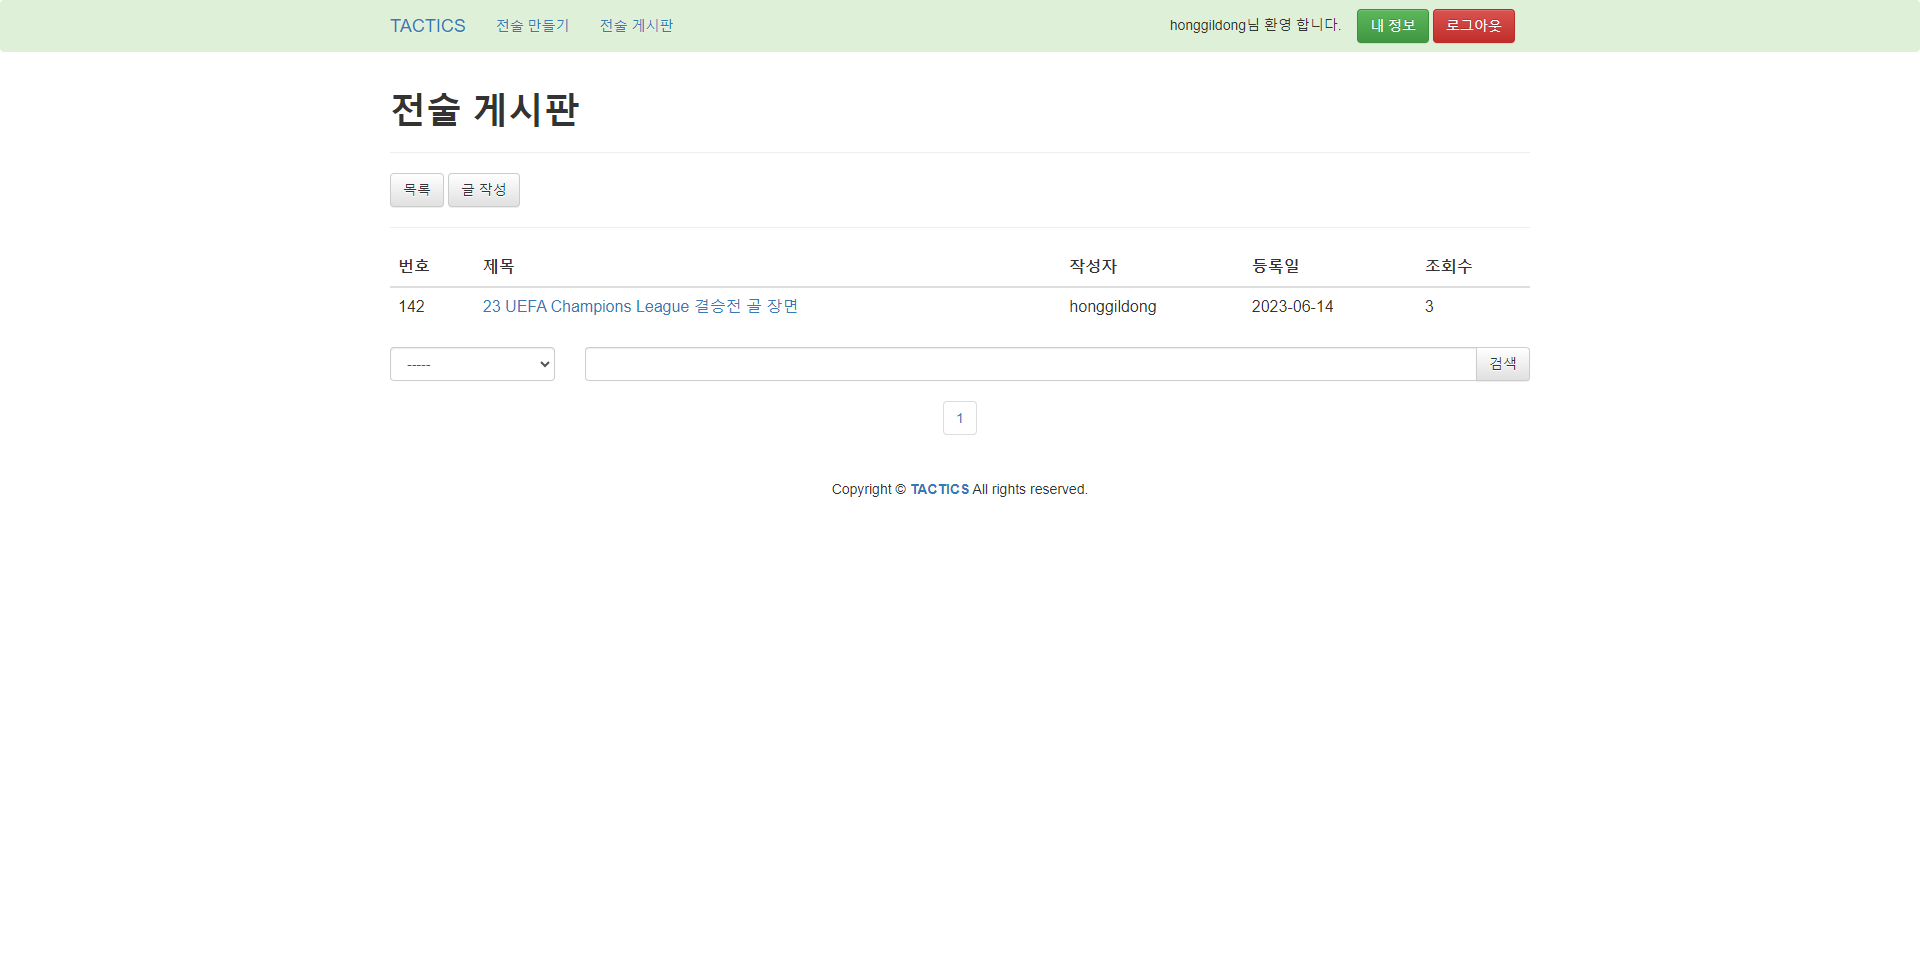 TACTICS 전술 만들기 전술 게시판 honggildong님 환영 합니다. 내 정보 로그아웃
전술 게시판
목록 글 작성
번호 제목 작성자 등록일 조회수
142 23 UEFA Champions League 결승전 골 장면 honggildong 2023-06-14 3
----- 검색
1
Copyright © TACTICS All rights reserved.